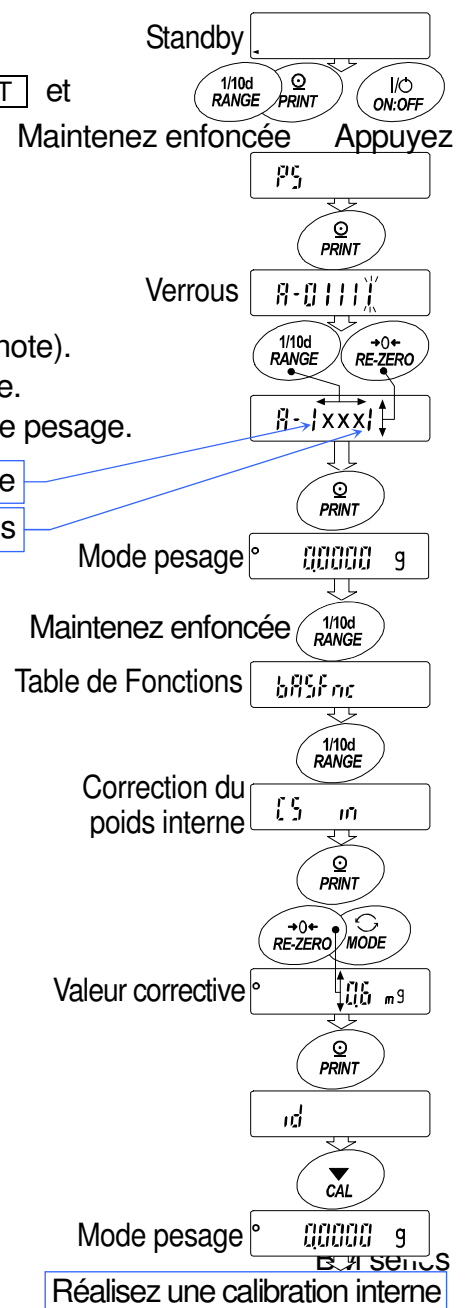 Standby
T et
1/10d RANGE PRINT I/ ON:OFF
Maintenez enfoncée Appuyez
PS
PRINT
Verrous A-01111
note).
1/10d RANGE →0← RE-ZERO
e.
A-1xxx1
e pesage.
e
s
PRINT
Mode pesage 0.0000 g
Maintenez enfoncée 1/10d RANGE
Table de Fonctions bASFnc
1/10d RANGE
Correction du
poids interne CS in
PRINT
→0← RE-ZERO MODE
Valeur corrective 0.6 mg
PRINT
id
CAL
Mode pesage 0.0000 g
Réalisez une calibration interne